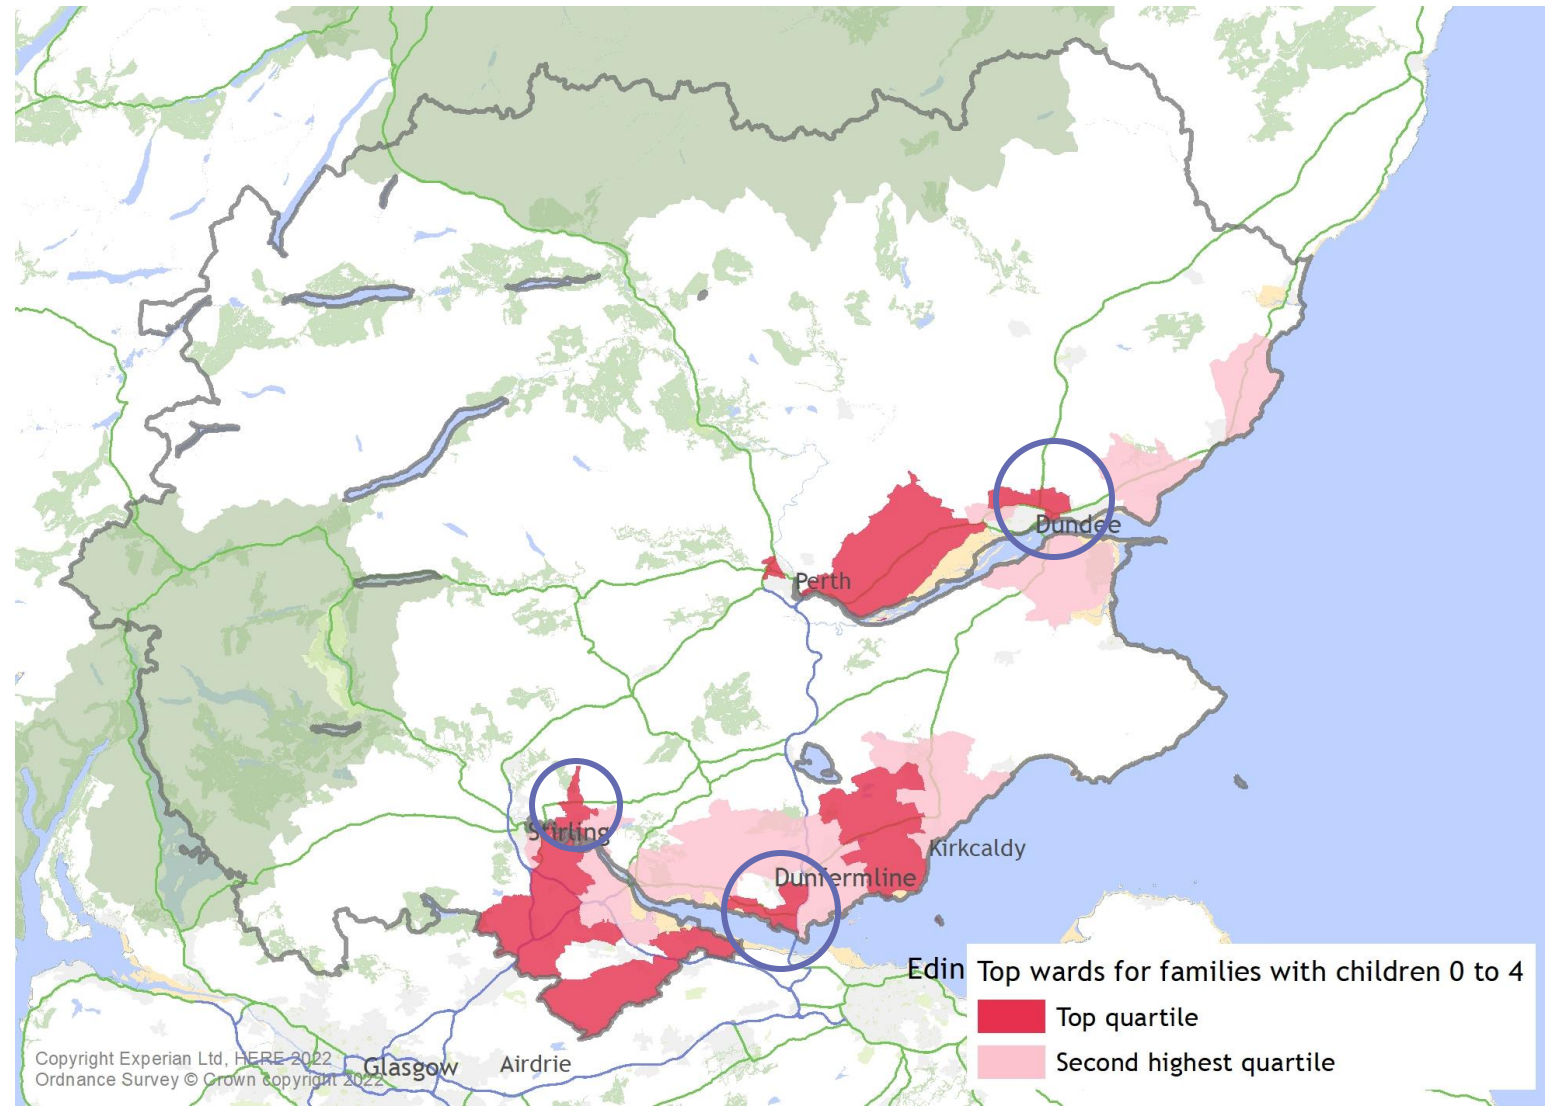 Dundee
Perth
Stirling
Kirkcaldy
Dunfermline
Edin
Top wards for families with children 0 to 4
Top quartile
Second highest quartile
Copyright Experian Ltd, HERE 2022
Ordnance Survey © Crown copyright 2022
Glasgow
Airdrie